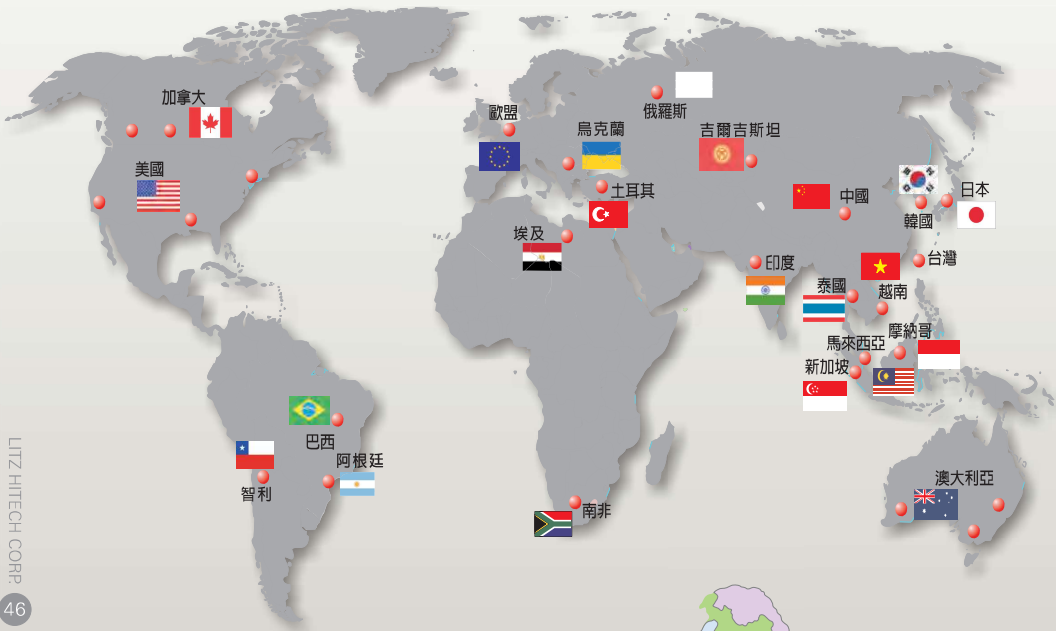 加拿大
美國
歐盟
烏克蘭
土耳其
埃及
俄羅斯
吉爾吉斯坦
中國
韓國
日本
台灣
印度
泰國
越南
摩納哥
馬來西亞
新加坡
巴西
阿根廷
智利
南非
澳大利亞
LITZ HITECH CORP.
46